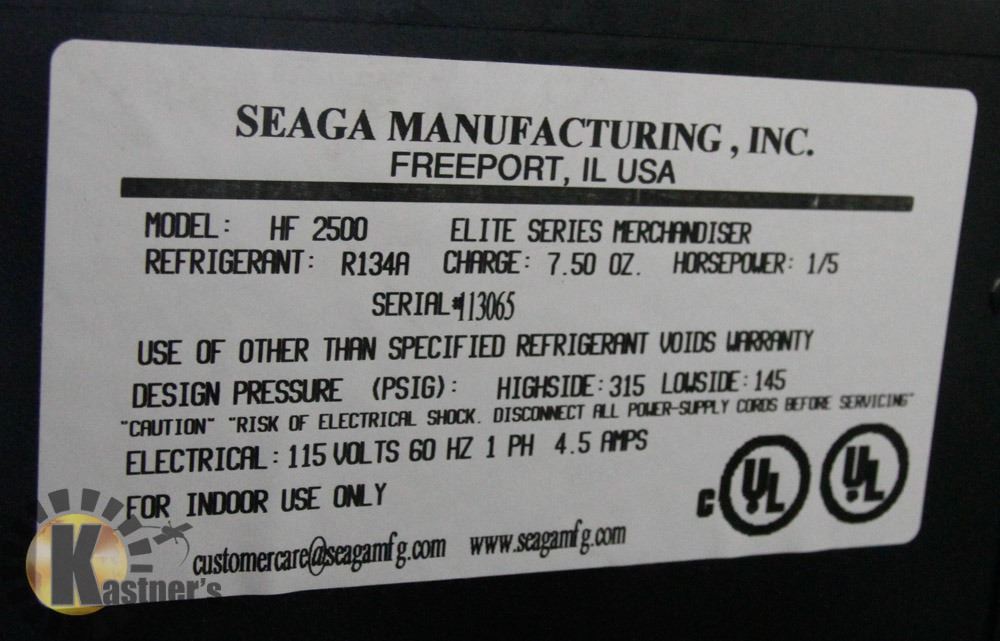 SEAGA MANUFACTURING, INC.
FREEPORT, IL USA
MODEL: HF 2500 ELITE SERIES MERCHANDISER
REFRIGERANT: R134A CHARGE: 7.50 OZ. HORSEPOWER: 1/5
SERIAL# 113065
USE OF OTHER THAN SPECIFIED REFRIGERANT VOIDS WARRANTY
DESIGN PRESSURE (PSIG): HIGHSIDE: 315 LOWSIDE: 145
"CAUTION" "RISK OF ELECTRICAL SHOCK. DISCONNECT ALL POWER-SUPPLY CORDS BEFORE SERVICING"
ELECTRICAL: 115 VOLTS 60 HZ 1 PH 4.5 AMPS
C UL UL
FOR INDOOR USE ONLY
customercare@seagamfg.com www.seagamfg.com
Kastner's